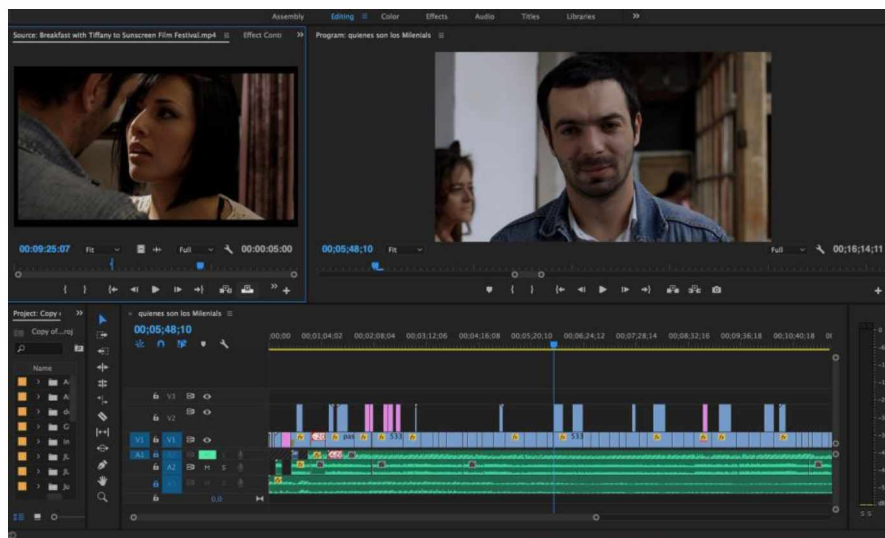 Assembly Editing Color Effects Audio Titles Libraries
Source: Breakfast with Tiffany to Sunscreen Film Festival.mp4 Effect Conti
Program: quienes son los Milenials
00:09:25:07 Fit Full 00:00:05:00
00;05;48;10 Fit Full 00;16;14;11
Project: Copy
quienes son los Milenials
Copy of...roj
00;05;48;10
;00;00 00;01;04;02 00;02;08;04 00;03;12;06 00;04;16;08 00;05;20;10 00;06;24;12 00;07;28;14 00;08;32;16 00;09;36;18 00;10;40;18
Name
V3
V2
V1 V1
A1
A2 M S
0,0
S S